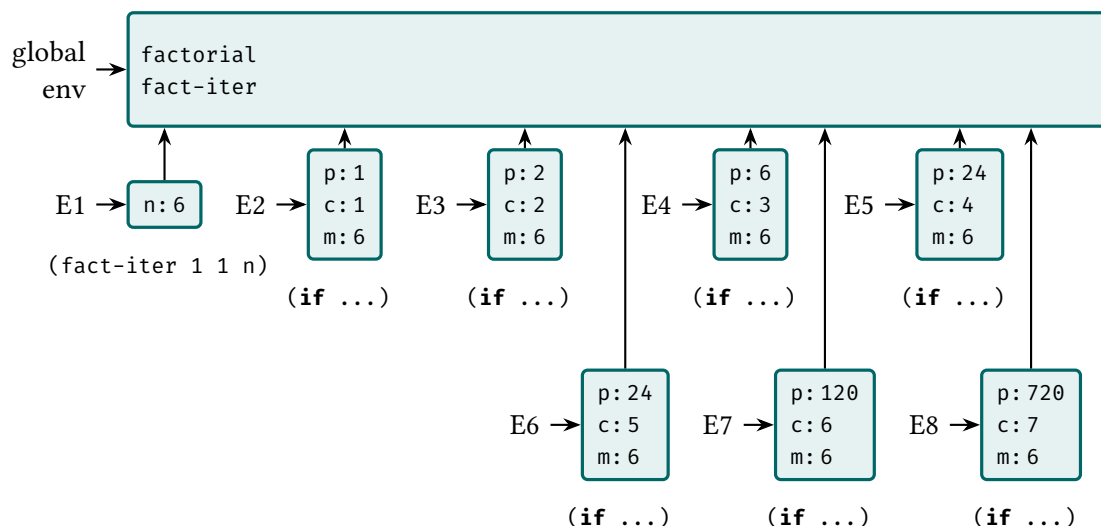 global
env
factorial
fact-iter
E1
n: 6
(fact-iter 1 1 n)
E2
p: 1
c: 1
m: 6
(if ...)
E3
p: 2
c: 2
m: 6
(if ...)
E4
p: 6
c: 3
m: 6
(if ...)
E5
p: 24
c: 4
m: 6
(if ...)
E6
p: 24
c: 5
m: 6
(if ...)
E7
p: 120
c: 6
m: 6
(if ...)
E8
p: 720
c: 7
m: 6
(if ...)